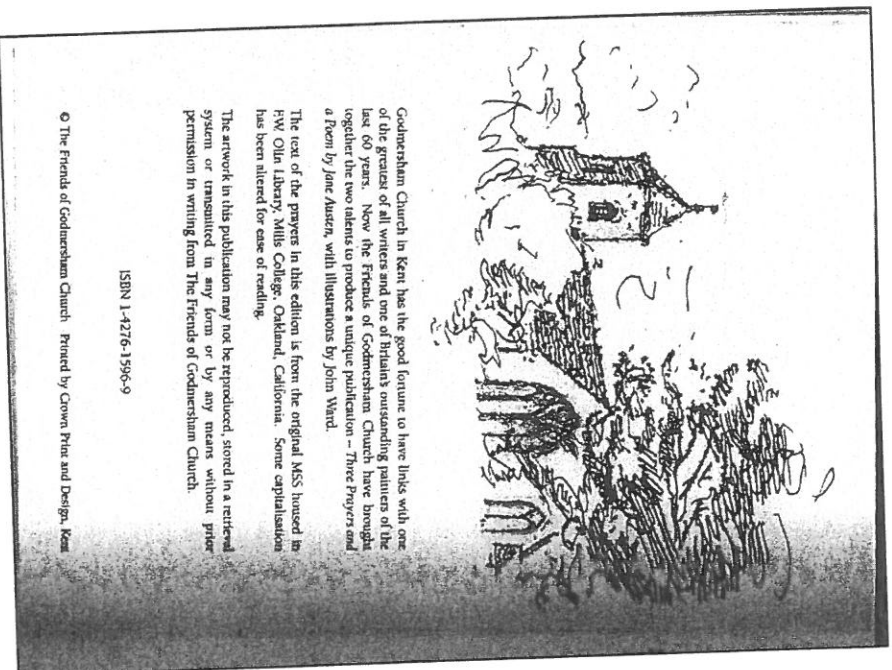 Godmersham Church in Kent has the good fortune to have links with one
of the greatest of all writers and one of Britain's outstanding painters of the
last 60 years. Now the Friends of Godmersham Church have brought
together the two talents to produce a unique publication – Three Prayers and
a Poem by Jane Austen, with illustrations by John Ward.
The text of the prayers in this edition is from the original MSS housed in
F.W. Olin Library, Mills College, Oakland, California. Some capitalisation
has been altered for ease of reading.
The artwork in this publication may not be reproduced, stored in a retrieval
system or transmitted in any form or by any means without prior
permission in writing from The Friends of Godmersham Church.
ISBN 1-4276-1596-9
© The Friends of Godmersham Church Printed by Crown Print and Design, Kent